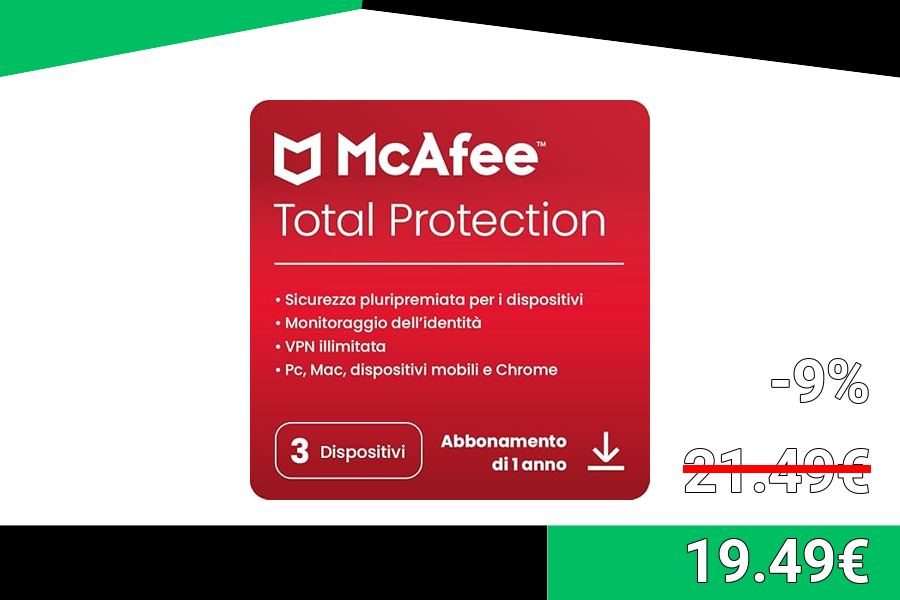 McAfee™
Total Protection
• Sicurezza pluripremiata per i dispositivi
• Monitoraggio dell'identità
• VPN illimitata
• Pc, Mac, dispositivi mobili e Chrome
3 Dispositivi
Abbonamento
di 1 anno
-9%
21.49€
19.49€